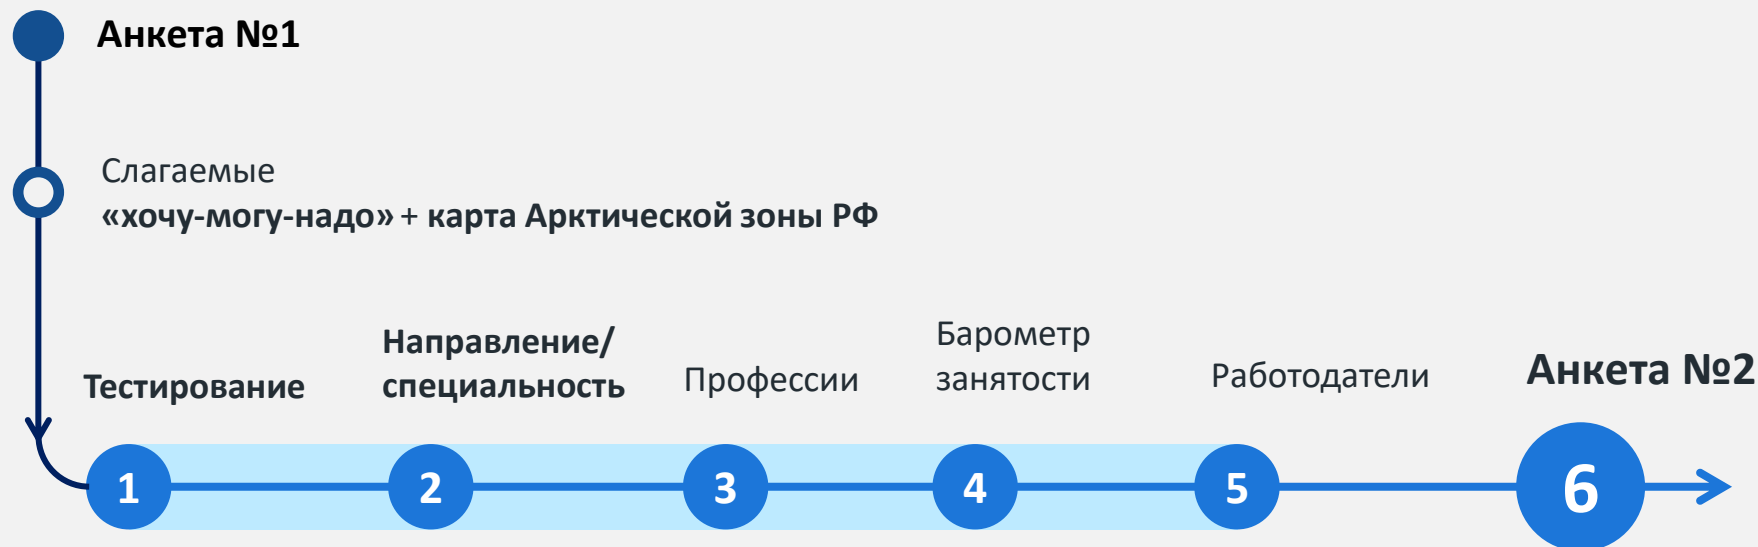 Анкета №1
Слагаемые
«хочу-могу-надо» + карта Арктической зоны РФ
Тестирование
Направление/
специальность
Профессии
Барометр
занятости
Работодатели
Анкета №2
1
2
3
4
5
6